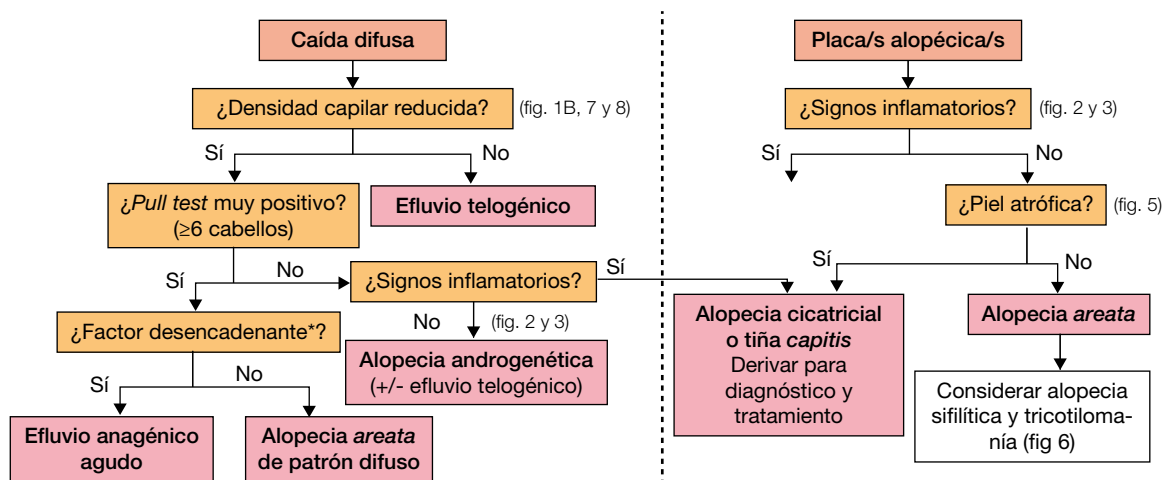 Caída difusa
¿Densidad capilar reducida?
(fig. 1B, 7 y 8)
Sí
No
¿Pull test muy positivo?
(≥6 cabellos)
Efluvio telogénico
Sí
No
¿Signos inflamatorios?
Sí
¿Factor desencadenante*?
No
(fig. 2 y 3)
Alopecia androgenética
(+/- efluvio telogénico)
Sí
No
Efluvio anagénico
agudo
Alopecia areata
de patrón difuso
Placa/s alopécica/s
¿Signos inflamatorios?
(fig. 2 y 3)
Sí
No
¿Piel atrófica?
(fig. 5)
Sí
No
Alopecia cicatricial
o tiña capitis
Derivar para
diagnóstico y
tratamiento
Alopecia areata
Considerar alopecia
sifilítica y tricotiloma-
nía (fig 6)